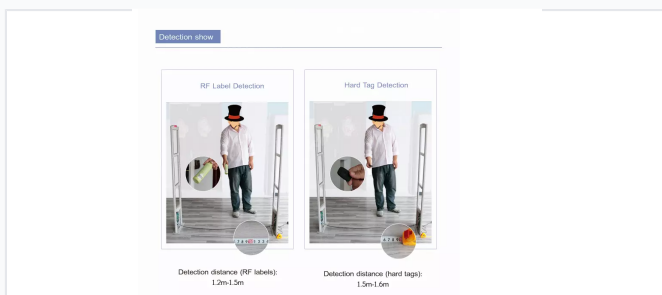 Detection show
RF Label Detection
Hard Tag Detection
Detection distance (RF labels):
1.2m-1.5m
Detection distance (hard tags):
1.5m-1.6m